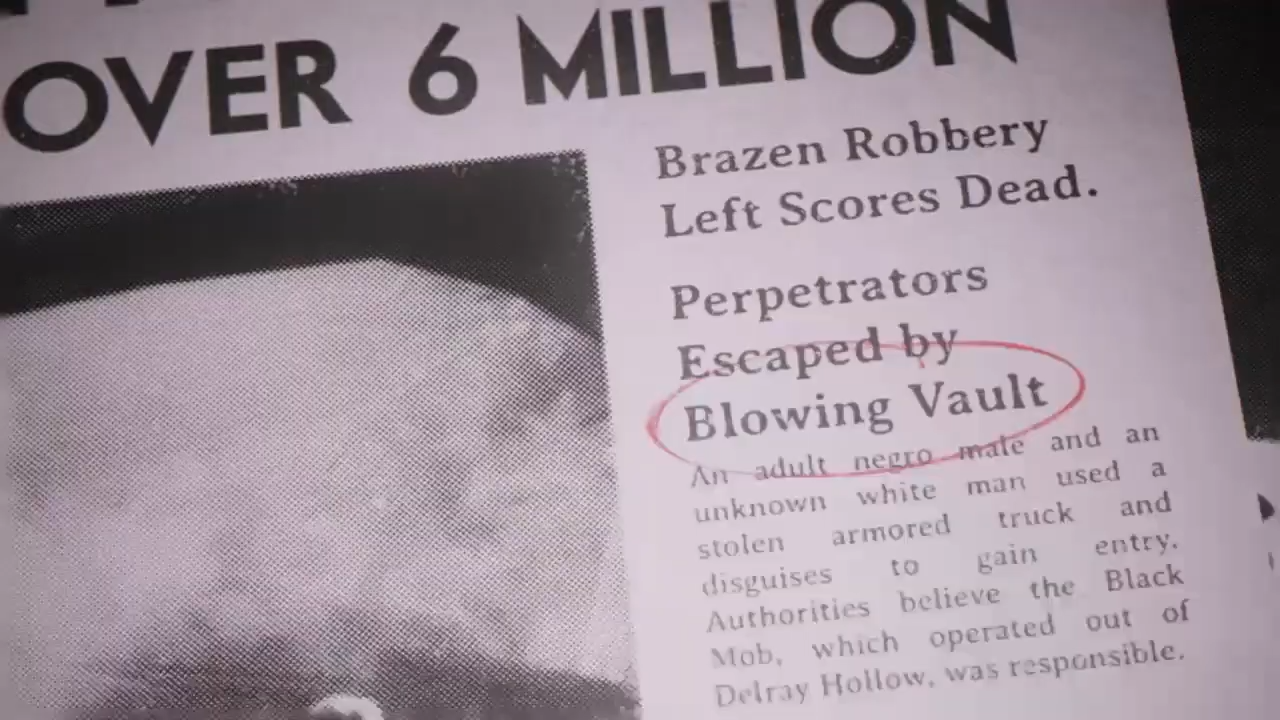 OVER 6 MILLION
Brazen Robbery
Left Scores Dead.
Perpetrators
Escaped by
Blowing Vault
An adult negro male and an
unknown white man used a
stolen armored truck and
disguises to gain entry.
Authorities believe the Black
Mob, which operated out of
Delray Hollow, was responsible.